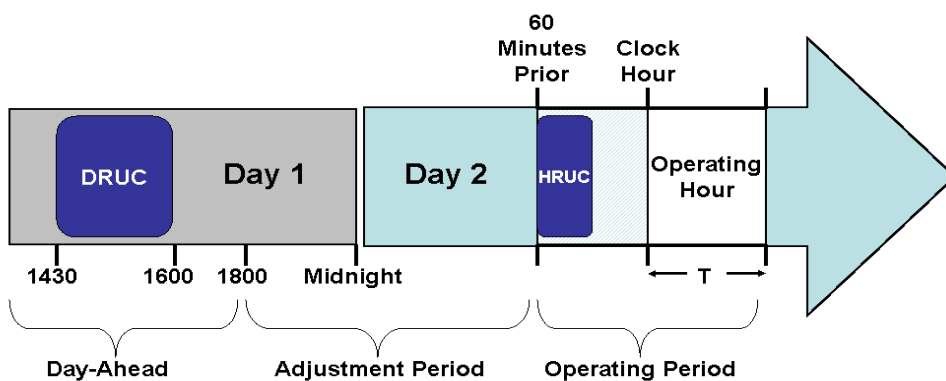 60
Minutes
Prior
Clock
Hour
DRUC
Day 1
Day 2
HRUC
Operating
Hour
1430
1600
1800
Midnight
T
Day-Ahead
Adjustment Period
Operating Period